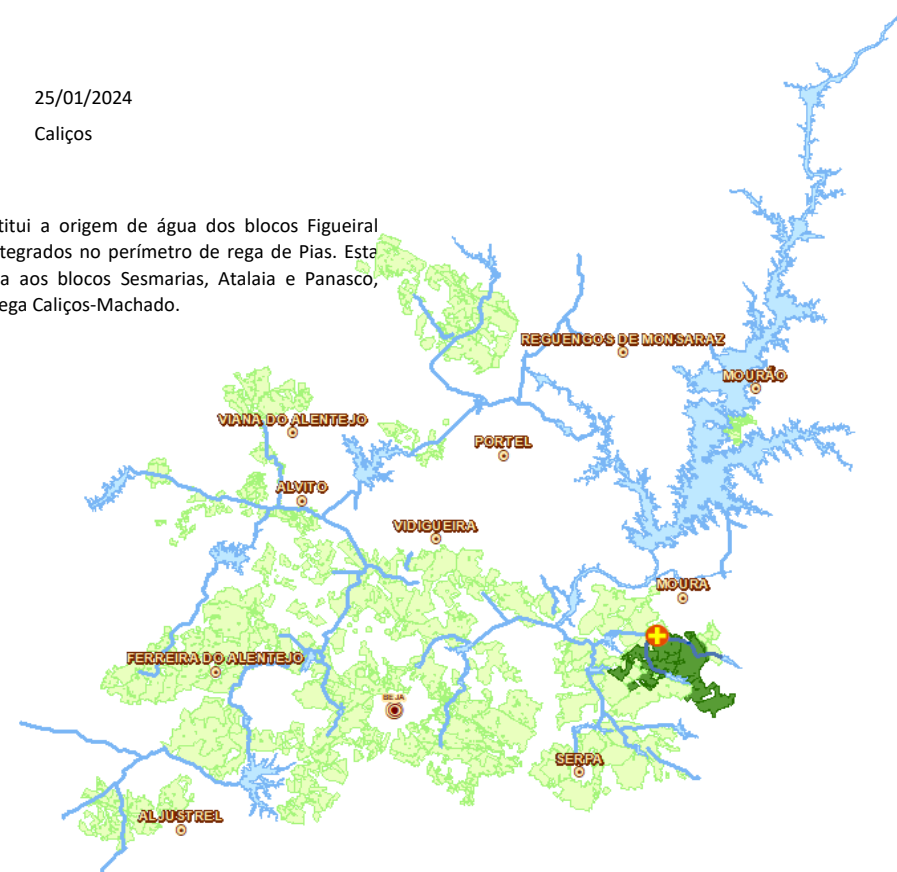 25/01/2024
Caliços
titui a origem de água dos blocos Figueiral
tegrados no perímetro de rega de Pias. Esta
a aos blocos Sesmarias, Atalaia e Panasco,
ega Caliços-Machado.
REGUENGOS DE MONSARAZ
MOURÃO
VIANA DO ALENTEJO
PORTEL
ALVITO
VIDIGUEIRA
MOURA
FERREIRA DO ALENTEJO
BEJA
SERPA
ALJUSTREL